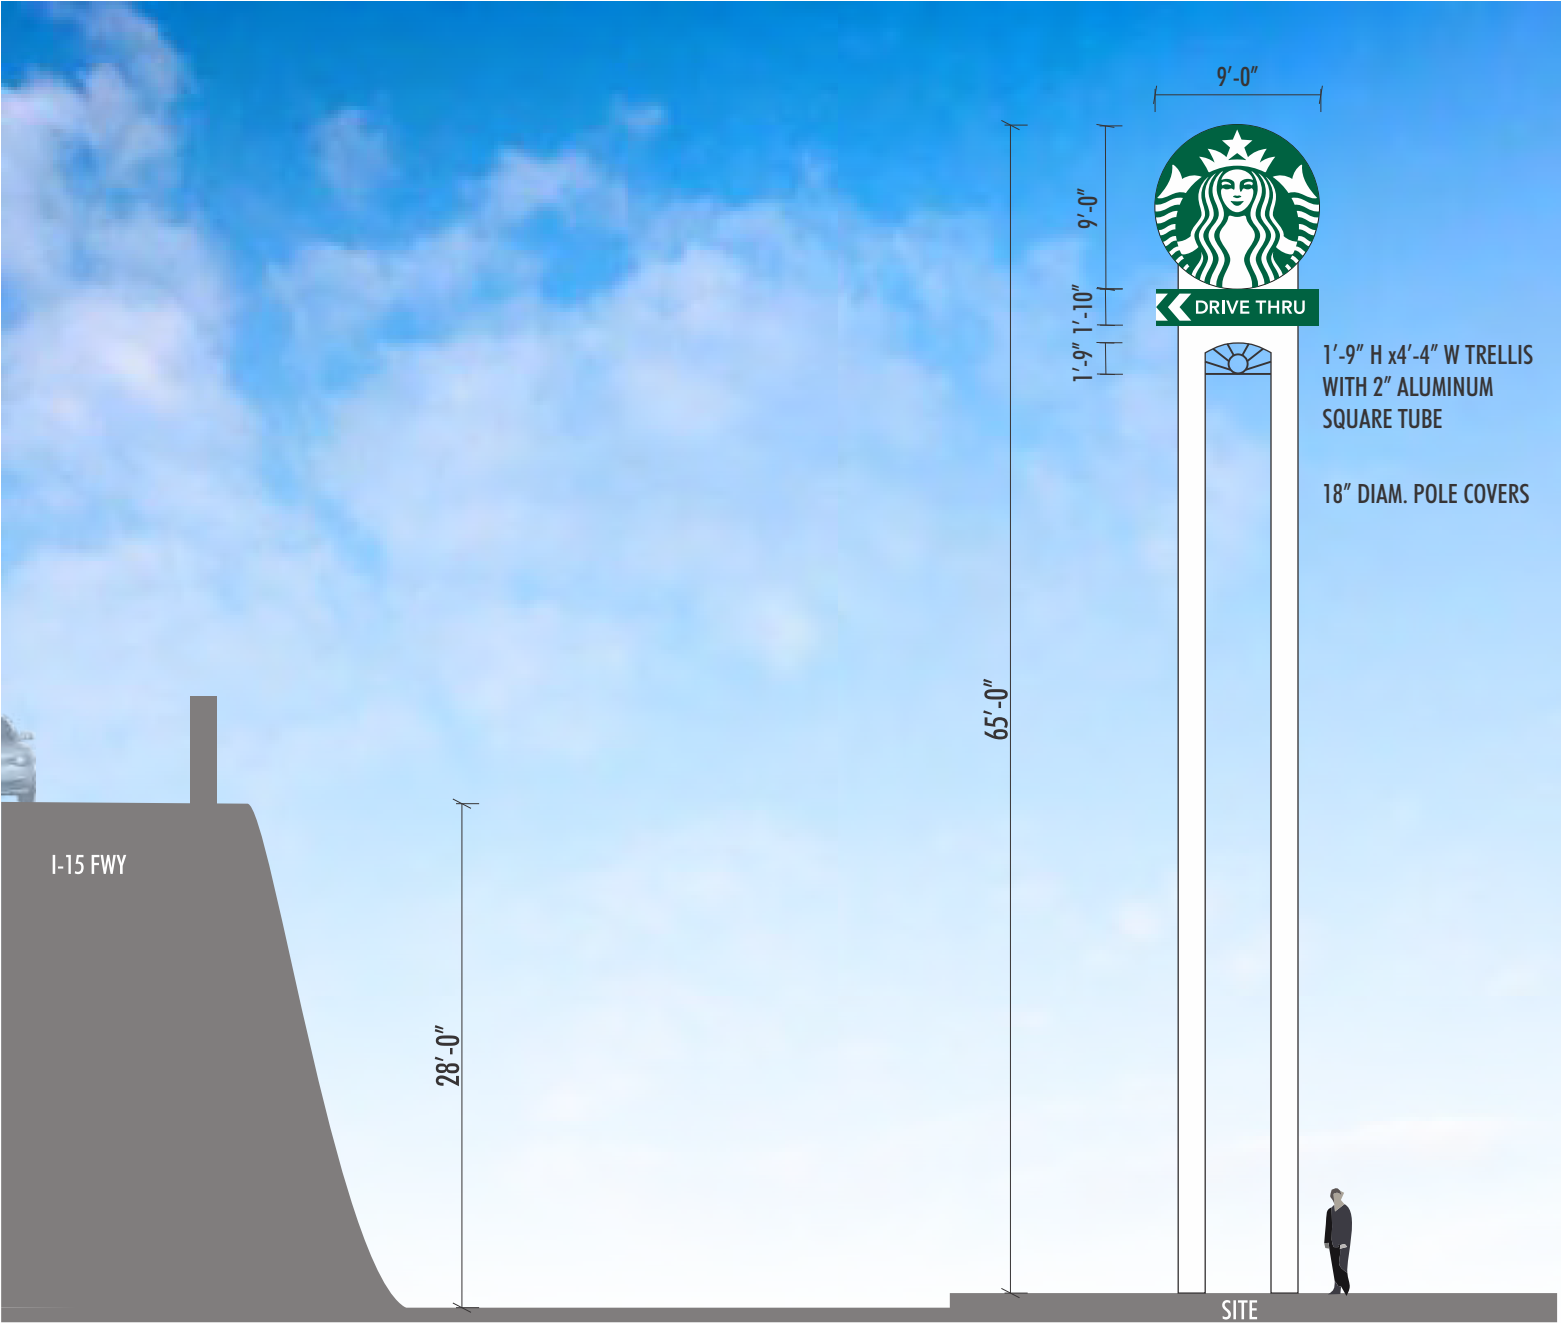 9′-0″
9′-0″
1′-10″
DRIVE THRU
1′-9″
1′-9″ H x4′-4″ W TRELLIS
WITH 2″ ALUMINUM
SQUARE TUBE
18″ DIAM. POLE COVERS
65′-0″
I-15 FWY
28′-0″
SITE